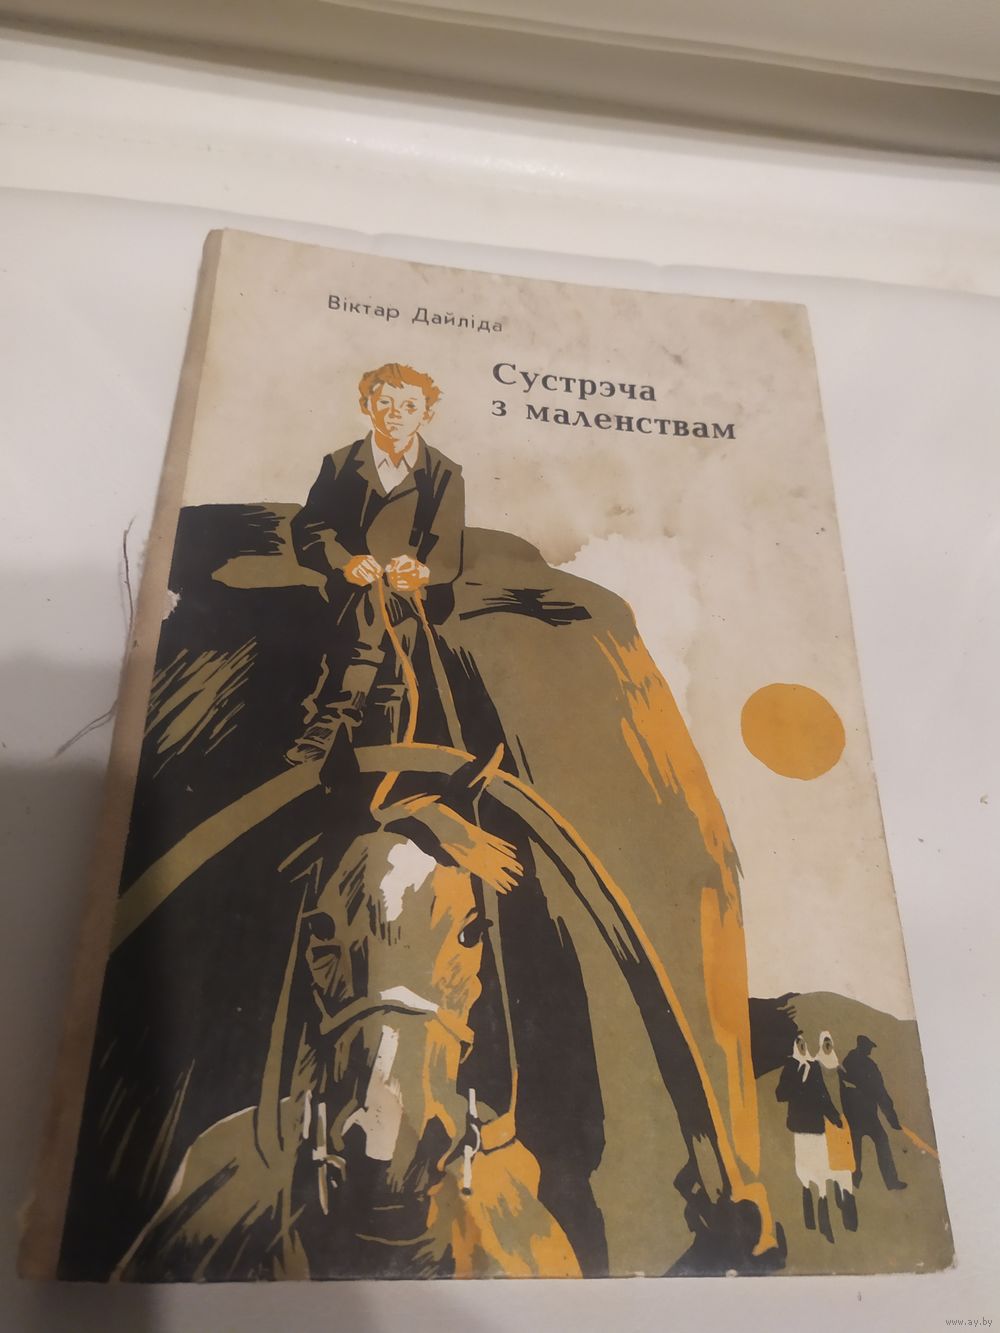 Віктар Дайліда
Сустрэча
з маленствам
www.ay.by